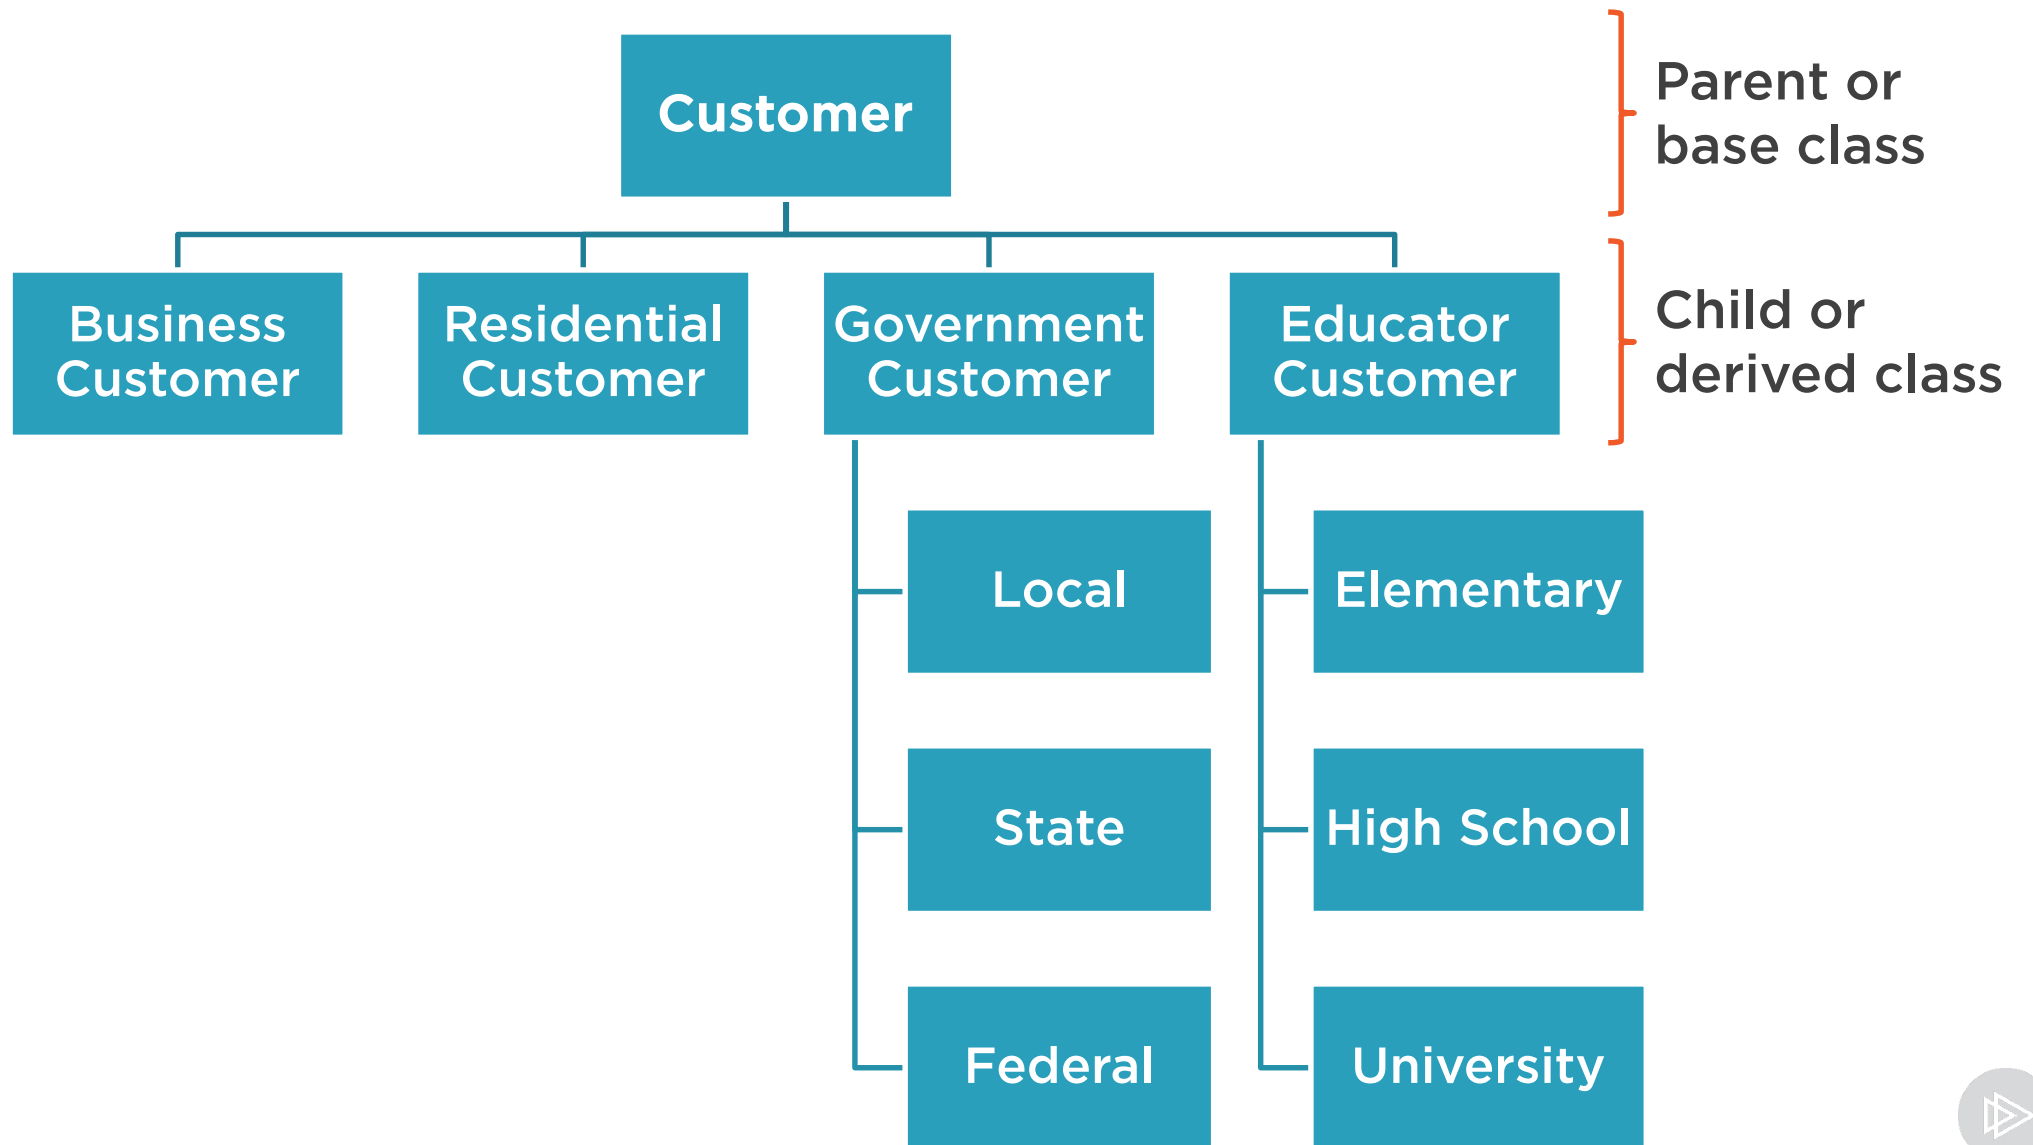 Customer
Parent or
base class
Business
Customer
Residential
Customer
Government
Customer
Educator
Customer
Child or
derived class
Local
Elementary
State
High School
Federal
University